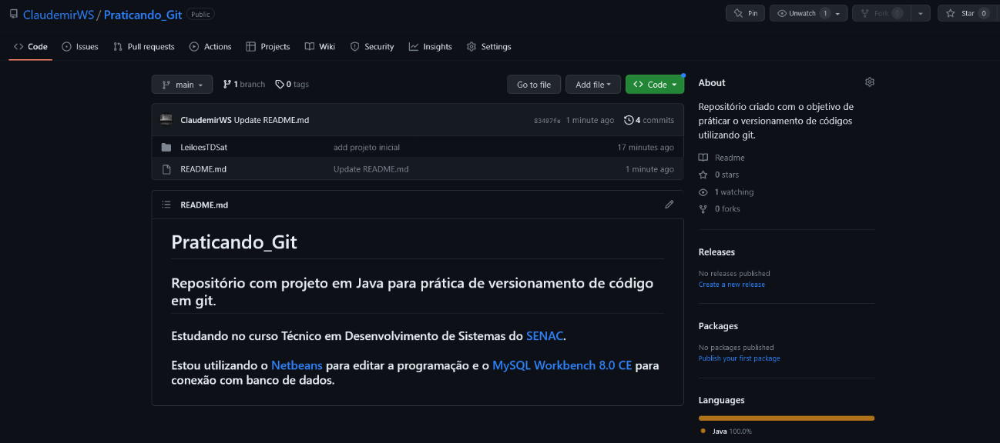 ClaudemirWS / Praticando_Git Public
Pin Unwatch 1 Fork 0 Star 0
Code Issues Pull requests Actions Projects Wiki Security Insights Settings
main 1 branch 0 tags Go to file Add file Code
ClaudemirWS Update README.md 83497fe 1 minute ago 4 commits
LeiloesTDSat add projeto inicial 17 minutes ago
README.md Update README.md 1 minute ago
README.md
Praticando_Git
Repositório com projeto em Java para prática de versionamento de código
em git.
Estudando no curso Técnico em Desenvolvimento de Sistemas do SENAC.
Estou utilizando o Netbeans para editar a programação e o MySQL Workbench 8.0 CE para
conexão com banco de dados.
About
Repositório criado com o objetivo de
práticar o versionamento de códigos
utilizando git.
Readme
0 stars
1 watching
0 forks
Releases
No releases published
Create a new release
Packages
No packages published
Publish your first package
Languages
Java 100.0%